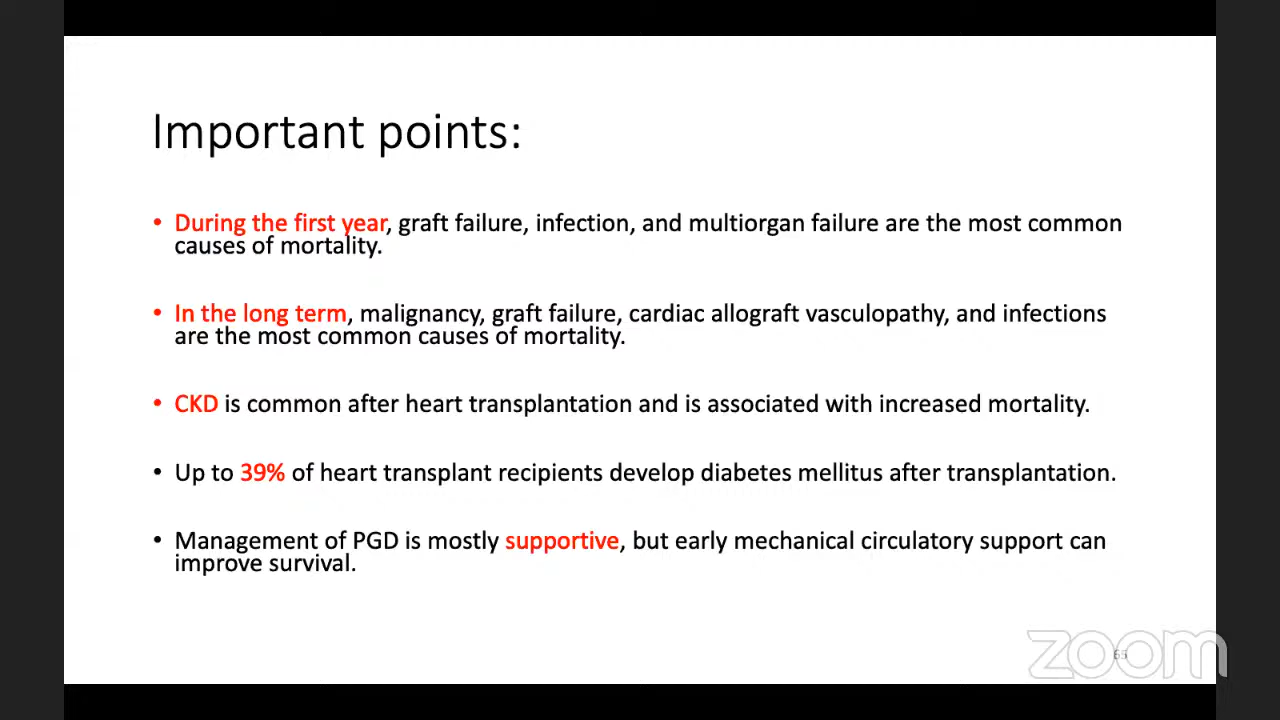 Important points:
• During the first year, graft failure, infection, and multiorgan failure are the most common
causes of mortality.
• In the long term, malignancy, graft failure, cardiac allograft vasculopathy, and infections
are the most common causes of mortality.
• CKD is common after heart transplantation and is associated with increased mortality.
• Up to 39% of heart transplant recipients develop diabetes mellitus after transplantation.
• Management of PGD is mostly supportive, but early mechanical circulatory support can
improve survival.
zoom
65